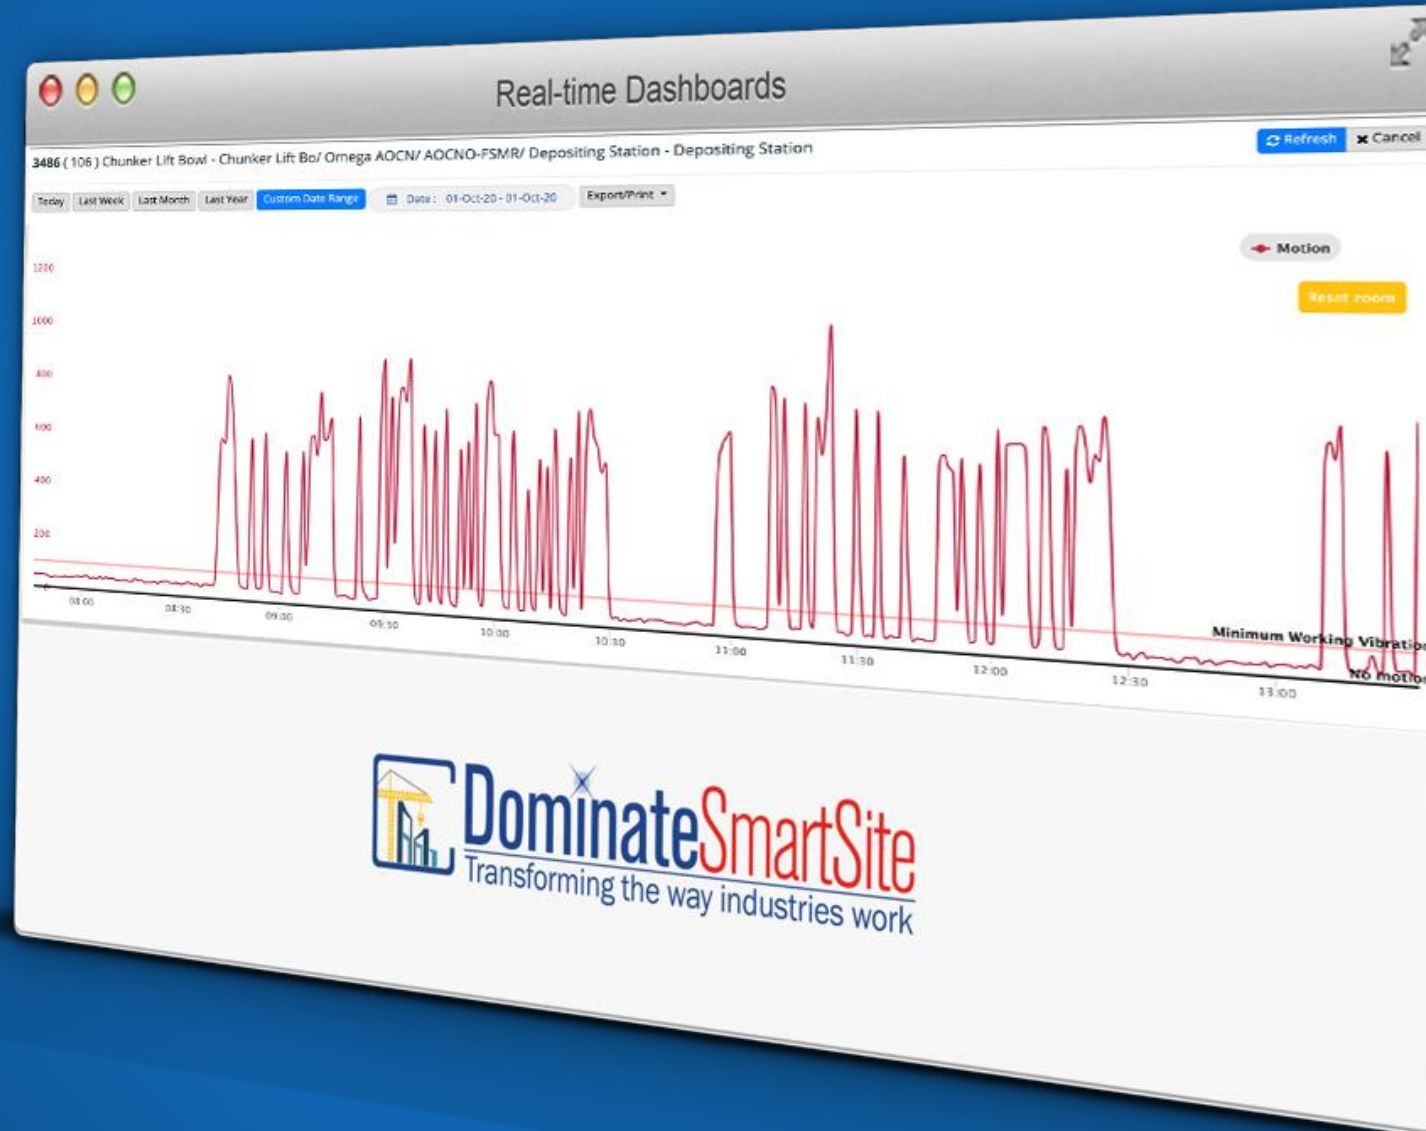 Real-time Dashboards
3486 ( 106 ) Chunker Lift Bowl - Chunker Lift Bo/ Omega AOCN/ AOCNO-FSMR/ Depositing Station - Depositing Station
Refresh
Cancel
Today
Last Week
Last Month
Last Year
Custom Date Range
Date : 01-Oct-20 - 01-Oct-20
Export/Print
Motion
Reset zoom
1200
1000
800
600
400
200
0
Minimum Working Vibration
No motion
08:00
08:30
09:00
09:30
10:00
10:30
11:00
11:30
12:00
12:30
13:00
DominateSmartSite
Transforming the way industries work